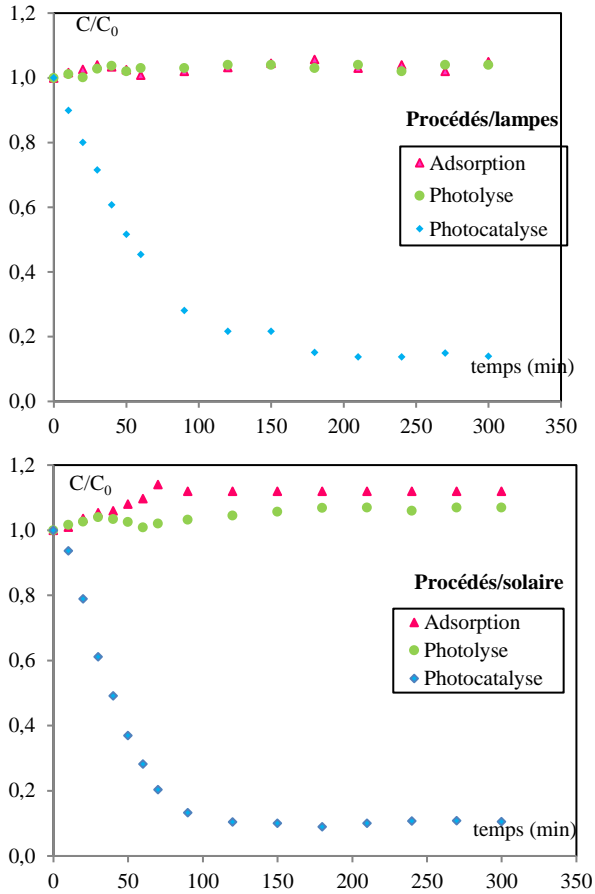 C/C0
1,2
1,0
0,8
0,6
0,4
0,2
0,0
Procédés/lampes
Adsorption
Photolyse
Photocatalyse
temps (min)
0 50 100 150 200 250 300 350
C/C0
1,2
1,0
0,8
0,6
0,4
0,2
0,0
Procédés/solaire
Adsorption
Photolyse
Photocatalyse
temps (min)
0 50 100 150 200 250 300 350